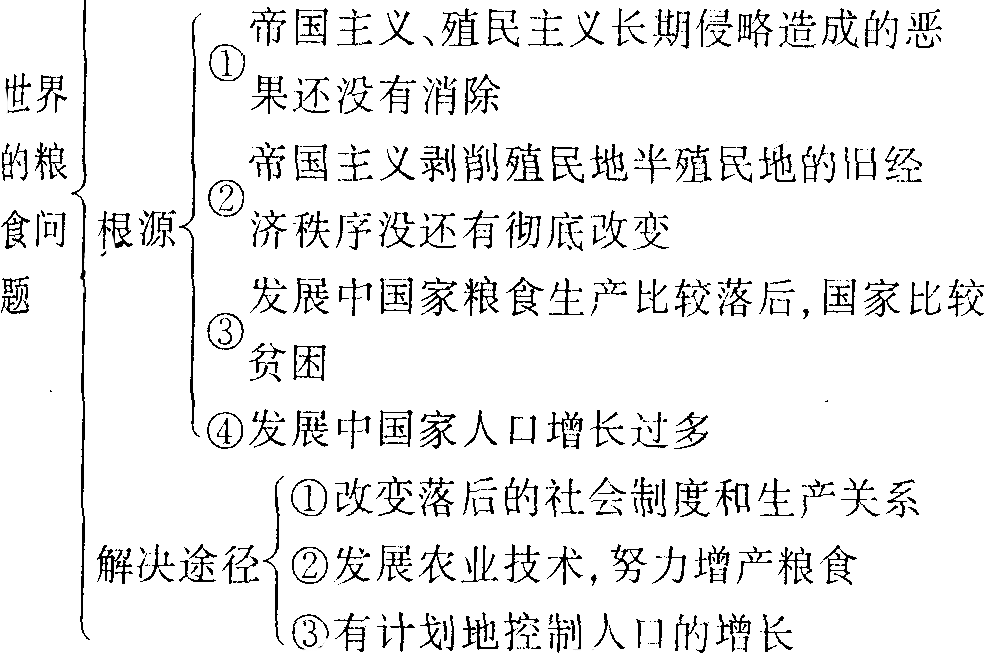 世界
的粮
食问
题
根源
①帝国主义、殖民主义长期侵略造成的恶
果还没有消除
②帝国主义剥削殖民地半殖民地的旧经
济秩序没还有彻底改变
③发展中国家粮食生产比较落后,国家比较
贫困
④发展中国家人口增长过多
解决途径
①改变落后的社会制度和生产关系
②发展农业技术,努力增产粮食
③有计划地控制人口的增长